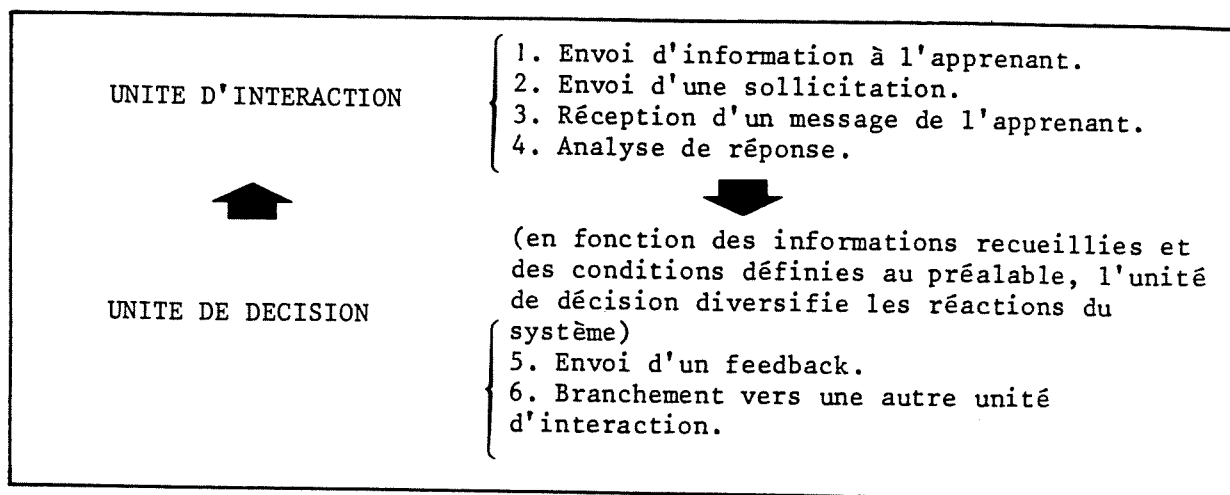 UNITE D'INTERACTION
1. Envoi d'information à l'apprenant.
2. Envoi d'une sollicitation.
3. Réception d'un message de l'apprenant.
4. Analyse de réponse.
UNITE DE DECISION
(en fonction des informations recueillies et
des conditions définies au préalable, l'unité
de décision diversifie les réactions du
système)
5. Envoi d'un feedback.
6. Branchement vers une autre unité
d'interaction.